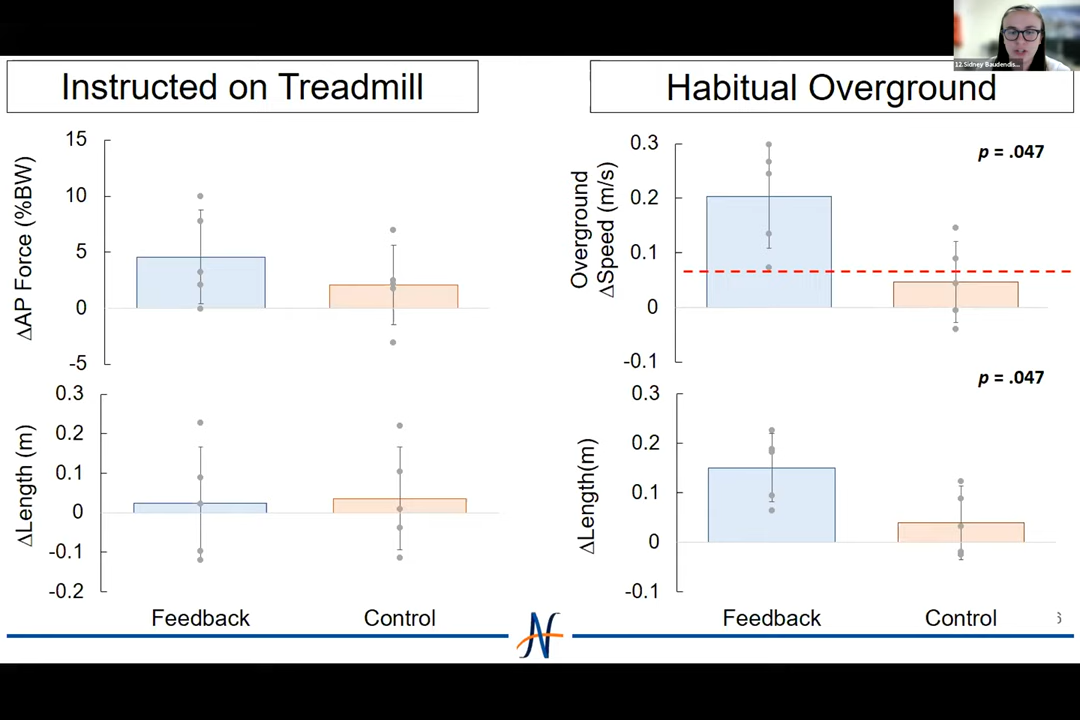 12.Sidney Baudendis...
Instructed on Treadmill
Habitual Overground
ΔAP Force (%BW)
15
10
5
0
-5
Overground
ΔSpeed (m/s)
0.3
0.2
0.1
0
-0.1
p = .047
ΔLength (m)
0.3
0.2
0.1
0
-0.1
-0.2
Feedback
Control
ΔLength(m)
0.3
0.2
0.1
0
-0.1
p = .047
Feedback
Control
6